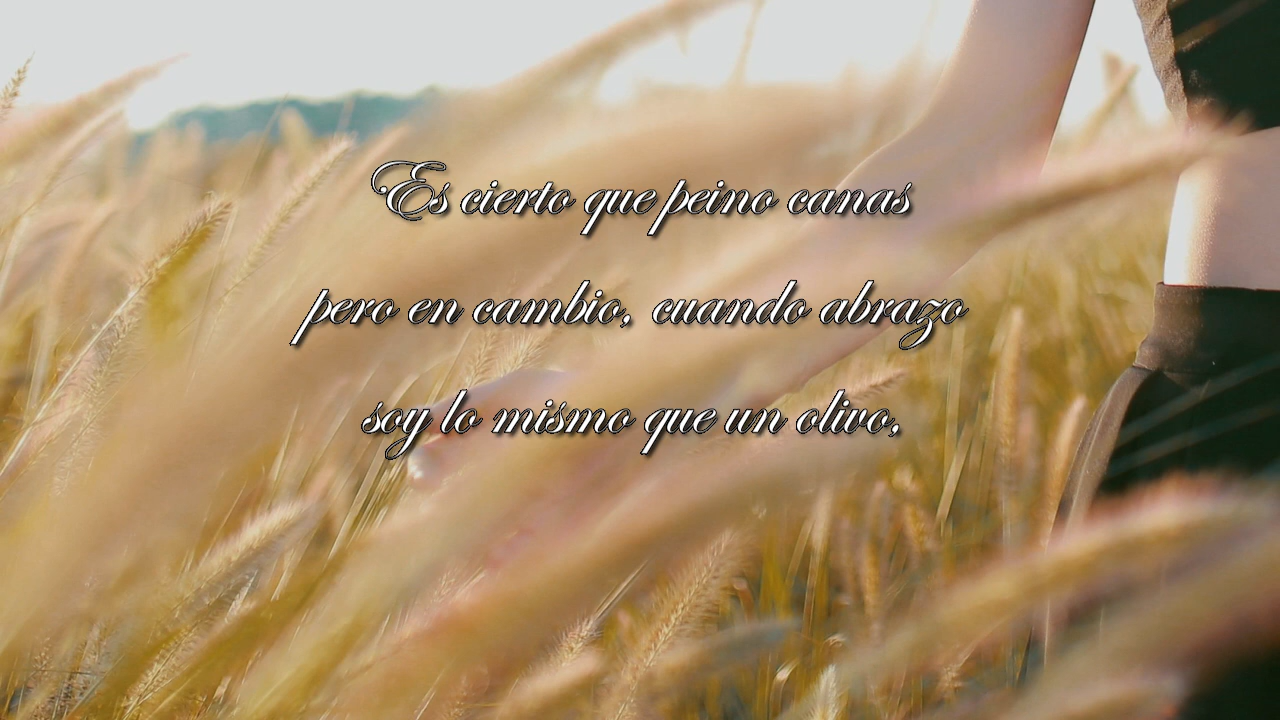 Es cierto que peino canas
pero en cambio, cuando abrazo
soy lo mismo que un olivo,